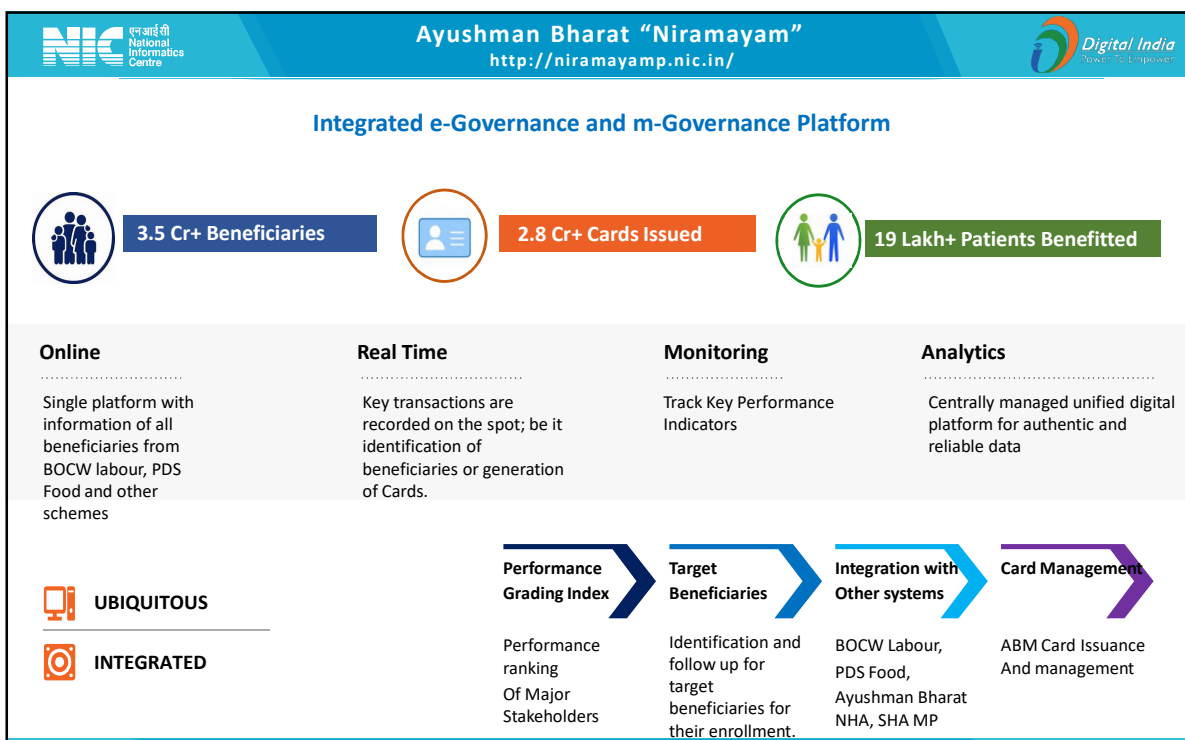 NIC
एन आई सी
National
Informatics
Centre
Ayushman Bharat “Niramayam”
http://niramayamp.nic.in/
Digital India
Power To Empower
Integrated e-Governance and m-Governance Platform
3.5 Cr+ Beneficiaries
2.8 Cr+ Cards Issued
19 Lakh+ Patients Benefitted
Online
Single platform with
information of all
beneficiaries from
BOCW labour, PDS
Food and other
schemes
Real Time
Key transactions are
recorded on the spot; be it
identification of
beneficiaries or generation
of Cards.
Monitoring
Track Key Performance
Indicators
Analytics
Centrally managed unified digital
platform for authentic and
reliable data
UBIQUITOUS
INTEGRATED
Performance
Grading Index
Performance
ranking
Of Major
Stakeholders
Target
Beneficiaries
Identification and
follow up for
target
beneficiaries for
their enrollment.
Integration with
Other systems
BOCW Labour,
PDS Food,
Ayushman Bharat
NHA, SHA MP
Card Management
ABM Card Issuance
And management